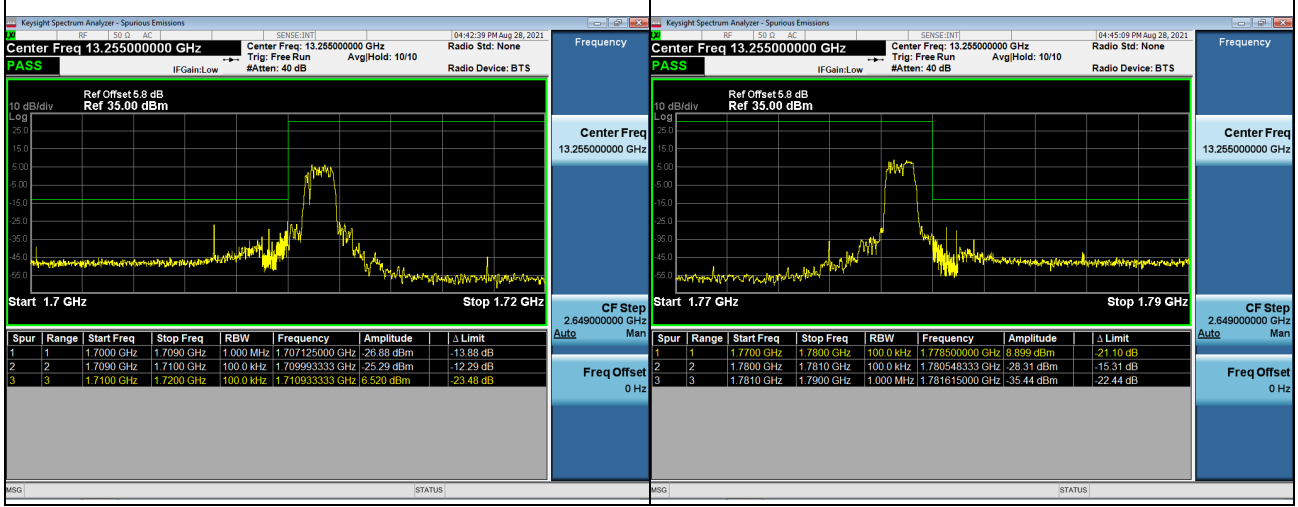 Keysight Spectrum Analyzer - Spurious Emissions
RF 50 Ω AC SENSE:INT 04:42:39 PM Aug 28, 2021
Center Freq 13.255000000 GHz Center Freq: 13.255000000 GHz Radio Std: None
Trig: Free Run Avg|Hold: 10/10
PASS IFGain:Low #Atten: 40 dB Radio Device: BTS
Ref Offset 5.8 dB
10 dB/div Ref 35.00 dBm
Log
25.0
15.0
5.00
-5.00
-15.0
-25.0
-35.0
-45.0
-55.0
Start 1.7 GHz Stop 1.72 GHz
Spur Range Start Freq Stop Freq RBW Frequency Amplitude Δ Limit
1 1 1.7000 GHz 1.7090 GHz 1.000 MHz 1.707125000 GHz -26.88 dBm -13.88 dB
2 2 1.7090 GHz 1.7100 GHz 100.0 kHz 1.709993333 GHz -25.29 dBm -12.29 dB
3 3 1.7100 GHz 1.7200 GHz 100.0 kHz 1.710933333 GHz 6.520 dBm -23.48 dB
MSG STATUS
Frequency
Center Freq
13.255000000 GHz
CF Step
2.649000000 GHz
Auto Man
Freq Offset
0 Hz
Keysight Spectrum Analyzer - Spurious Emissions
RF 50 Ω AC SENSE:INT 04:45:09 PM Aug 28, 2021
Center Freq 13.255000000 GHz Center Freq: 13.255000000 GHz Radio Std: None
Trig: Free Run Avg|Hold: 10/10
PASS IFGain:Low #Atten: 40 dB Radio Device: BTS
Ref Offset 5.8 dB
10 dB/div Ref 35.00 dBm
Log
25.0
15.0
5.00
-5.00
-15.0
-25.0
-35.0
-45.0
-55.0
Start 1.77 GHz Stop 1.79 GHz
Spur Range Start Freq Stop Freq RBW Frequency Amplitude Δ Limit
1 1 1.7700 GHz 1.7800 GHz 100.0 kHz 1.778500000 GHz 8.899 dBm -21.10 dB
2 2 1.7800 GHz 1.7810 GHz 100.0 kHz 1.780548333 GHz -28.31 dBm -15.31 dB
3 3 1.7810 GHz 1.7900 GHz 1.000 MHz 1.781615000 GHz -35.44 dBm -22.44 dB
MSG STATUS
Frequency
Center Freq
13.255000000 GHz
CF Step
2.649000000 GHz
Auto Man
Freq Offset
0 Hz